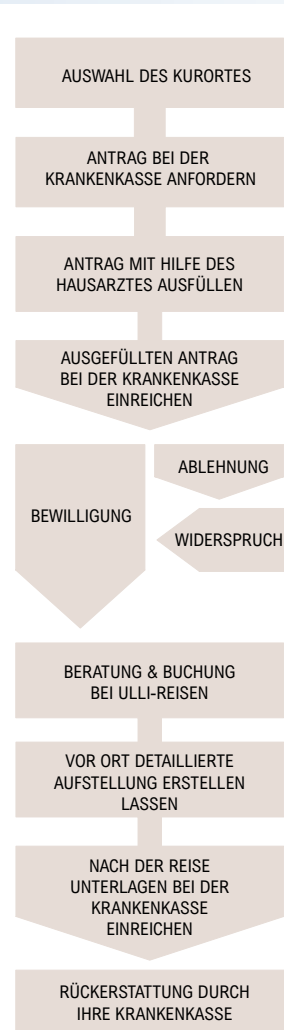 AUSWAHL DES KURORTES
ANTRAG BEI DER
KRANKENKASSE ANFORDERN
ANTRAG MIT HILFE DES
HAUSARZTES AUSFÜLLEN
AUSGEFÜLLTEN ANTRAG
BEI DER KRANKENKASSE
EINREICHEN
BEWILLIGUNG
ABLEHNUNG
WIDERSPRUCH
BERATUNG & BUCHUNG
BEI ULLI-REISEN
VOR ORT DETAILLIERTE
AUFSTELLUNG ERSTELLEN
LASSEN
NACH DER REISE
UNTERLAGEN BEI DER
KRANKENKASSE
EINREICHEN
RÜCKERSTATTUNG DURCH
IHRE KRANKENKASSE